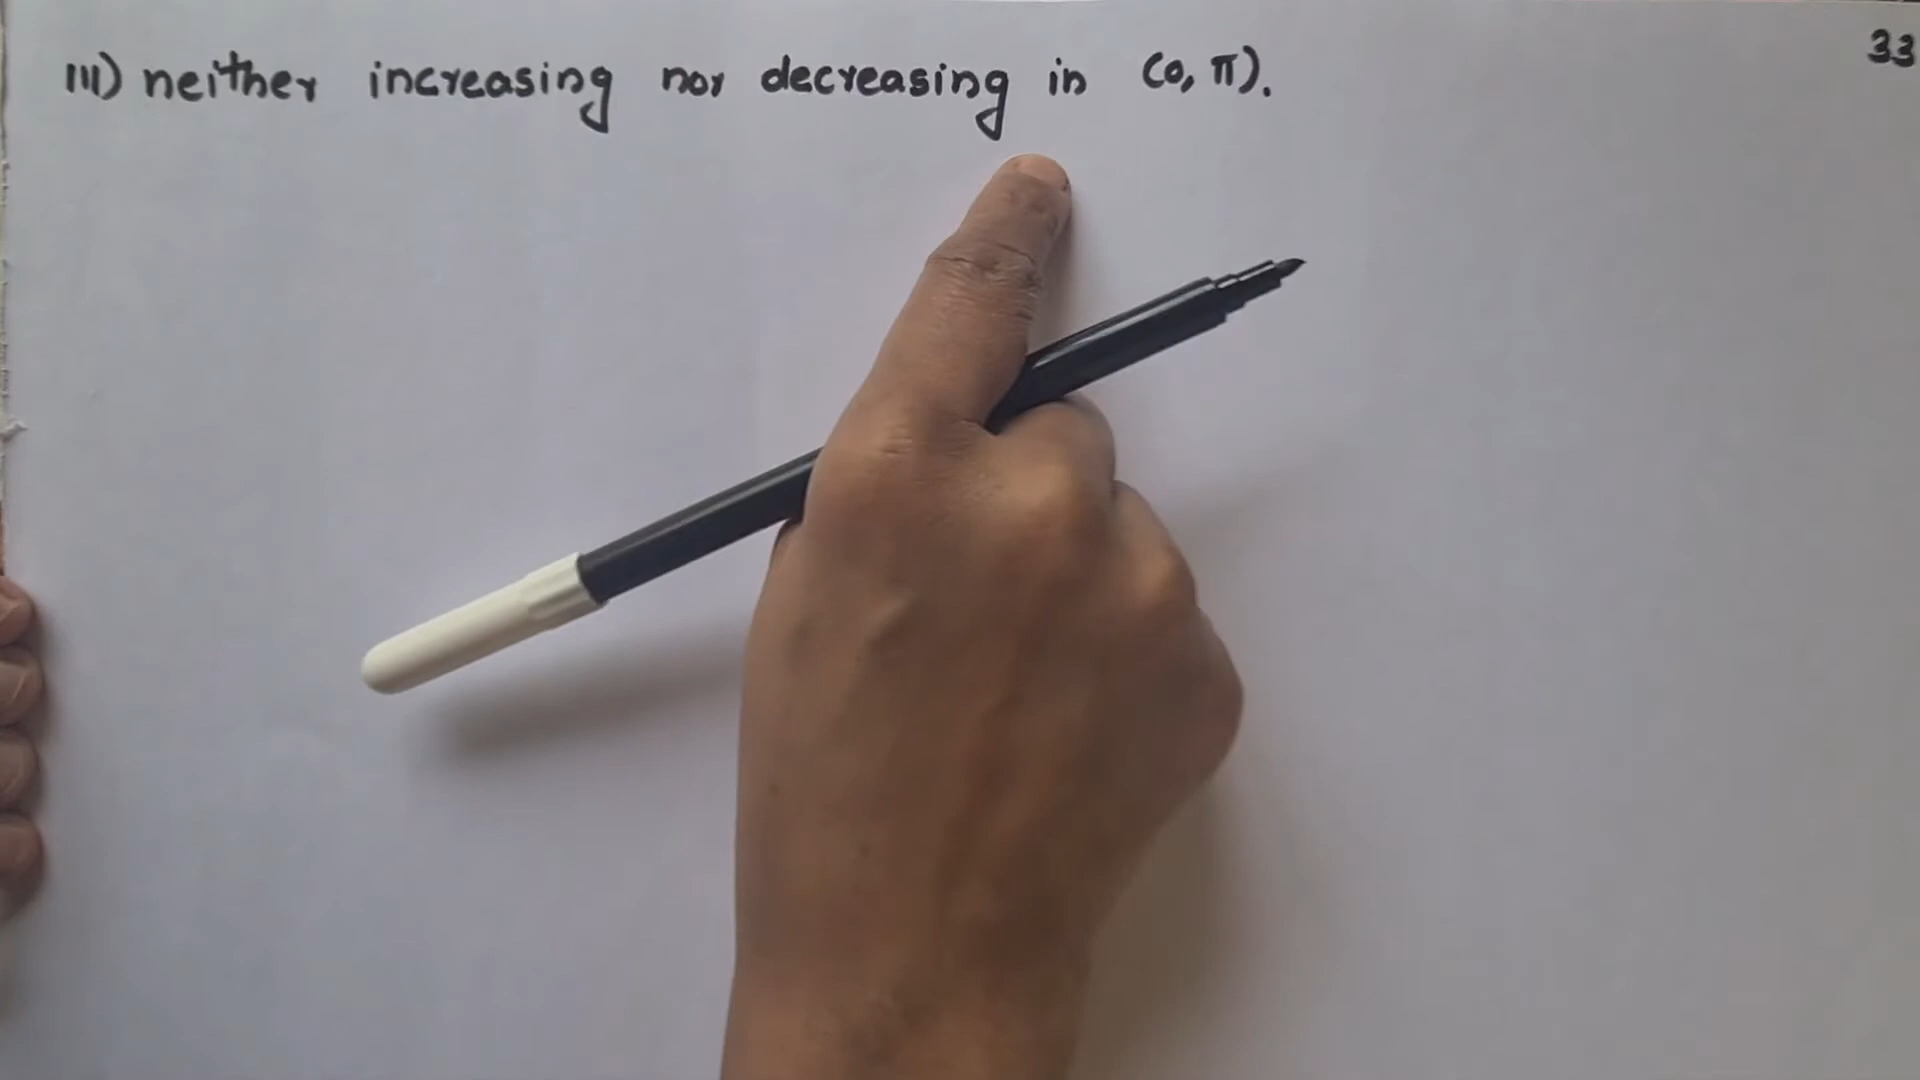 III) neither increasing nor decreasing in (0, π).
33